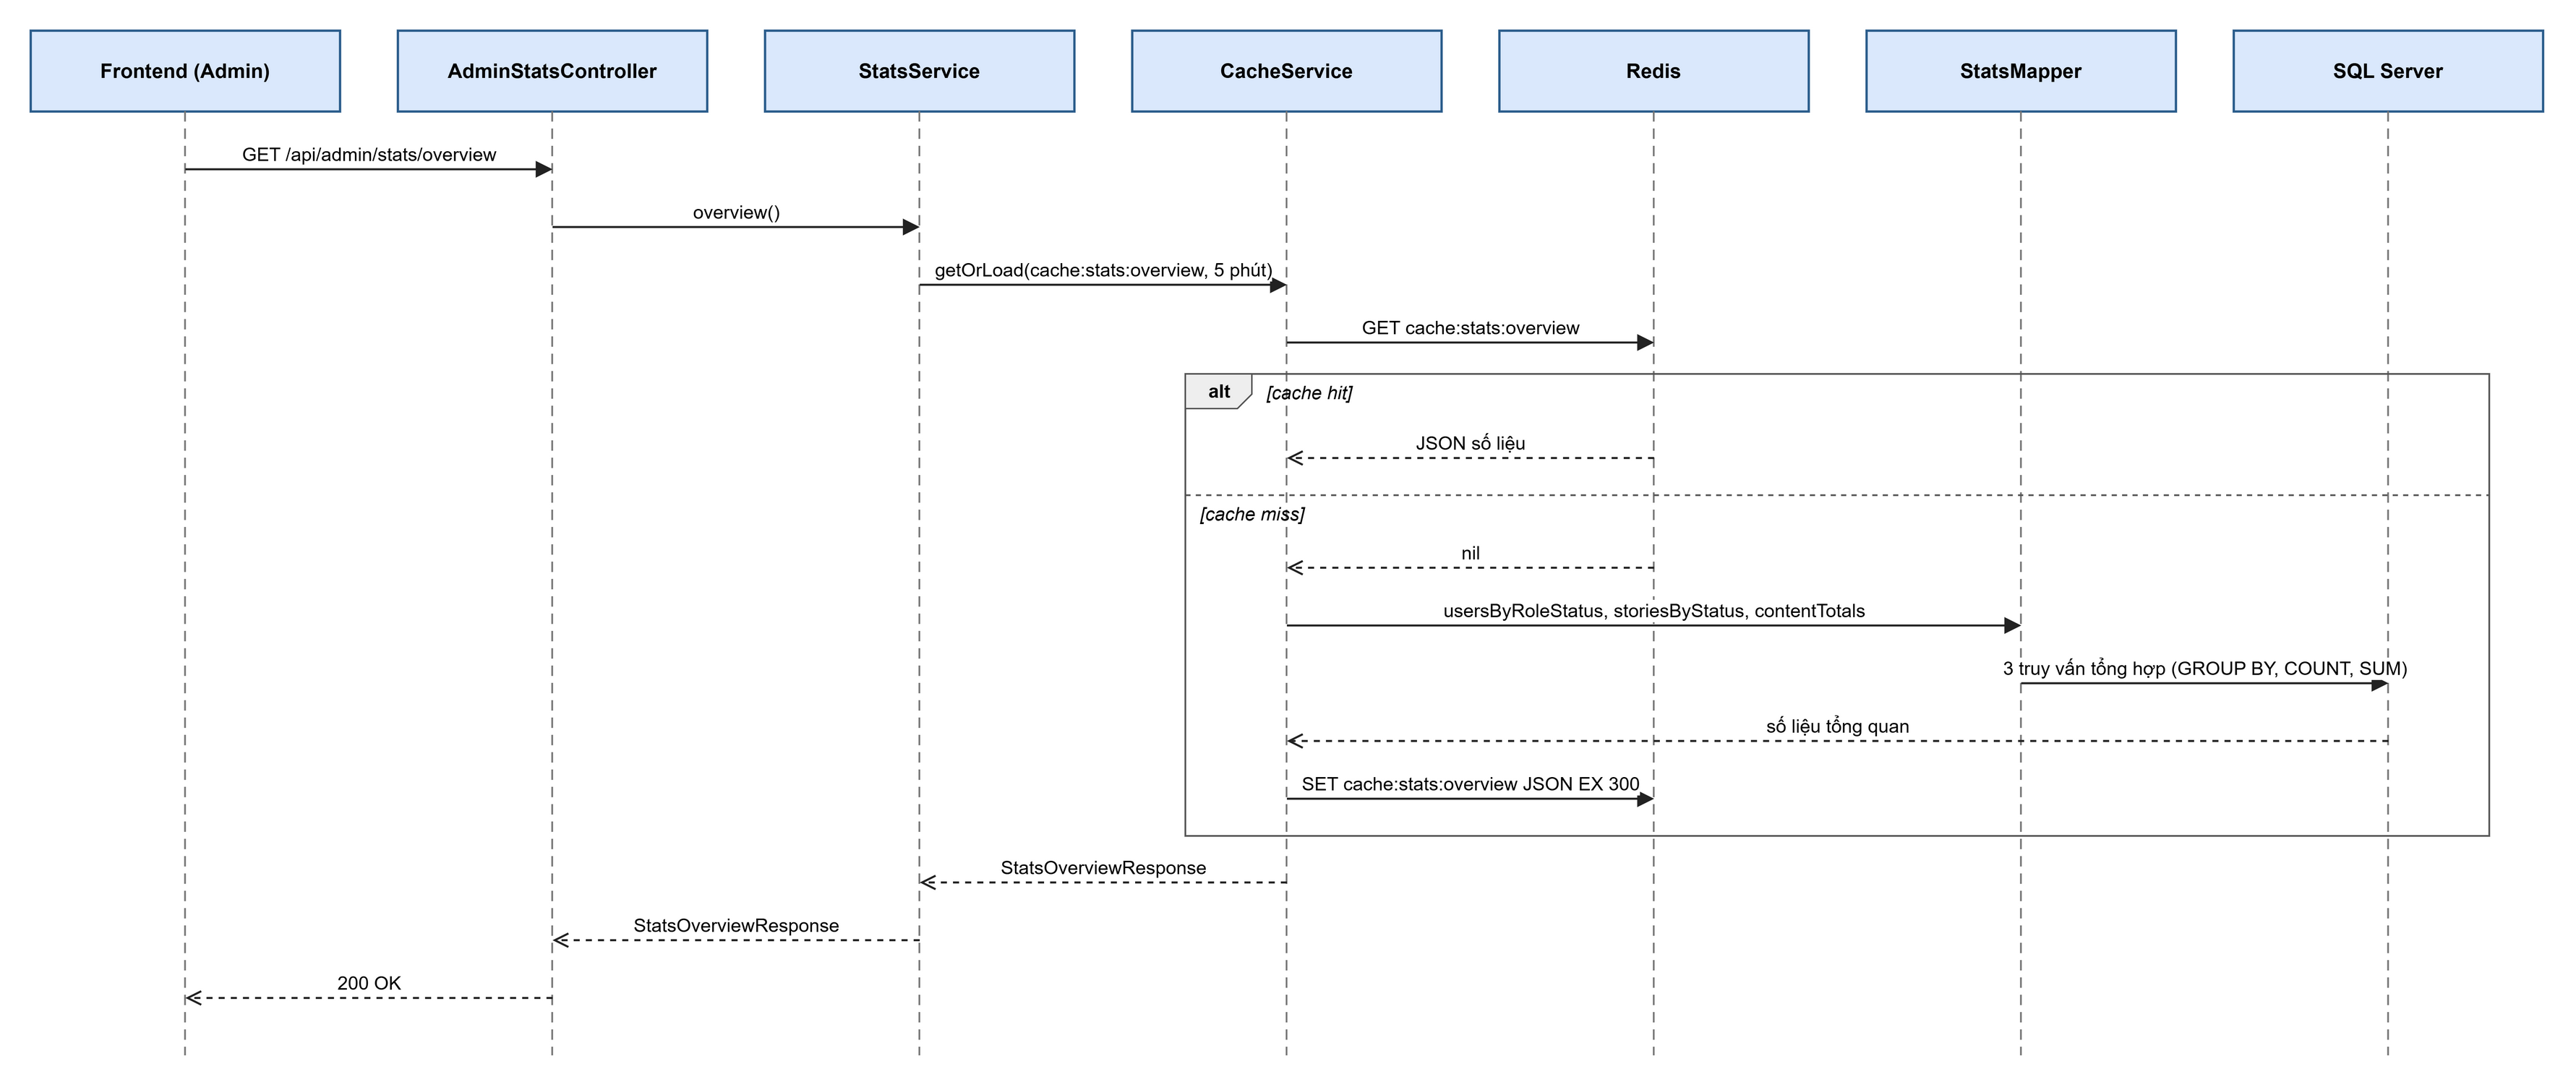 Frontend (Admin)
AdminStatsController
StatsService
CacheService
Redis
StatsMapper
SQL Server
GET /api/admin/stats/overview
overview()
getOrLoad(cache:stats:overview, 5 phút)
GET cache:stats:overview
alt
[cache hit]
JSON số liệu
[cache miss]
nil
usersByRoleStatus, storiesByStatus, contentTotals
3 truy vấn tổng hợp (GROUP BY, COUNT, SUM)
số liệu tổng quan
SET cache:stats:overview JSON EX 300
StatsOverviewResponse
StatsOverviewResponse
200 OK